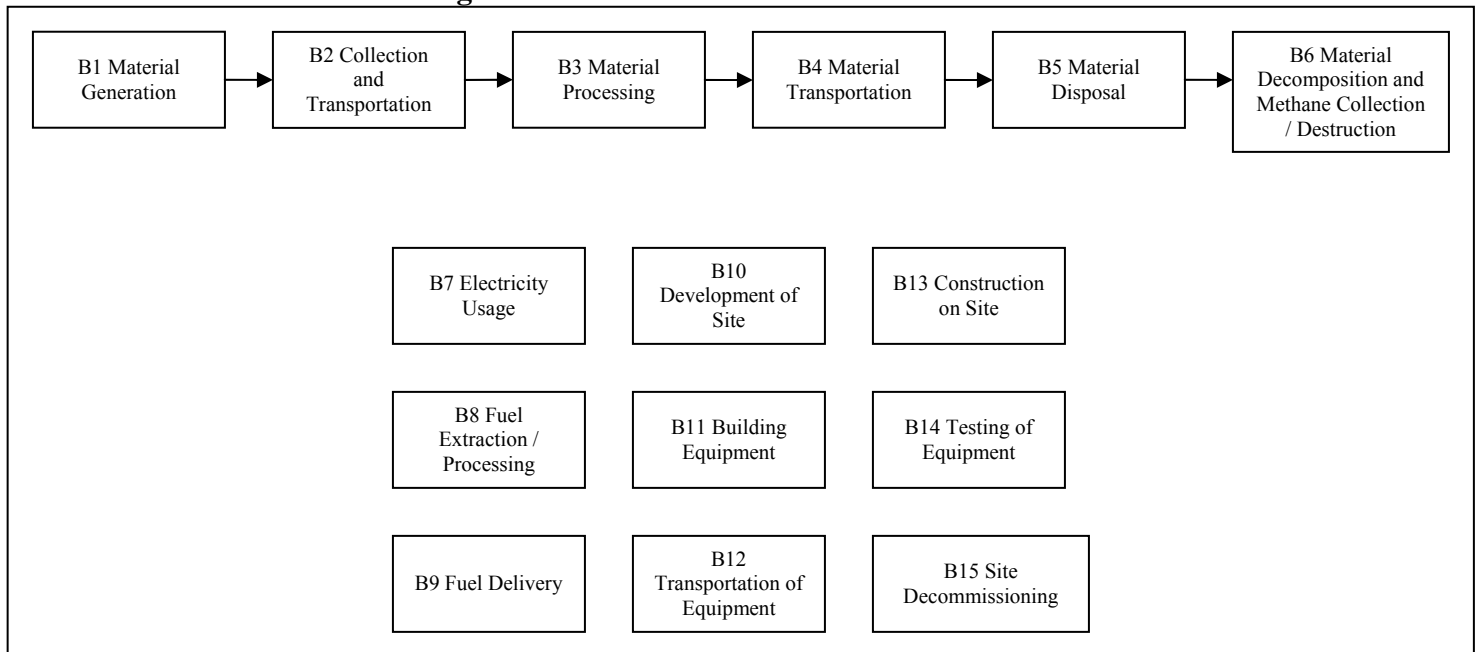 B1 Material
Generation
B2 Collection
and
Transportation
B3 Material
Processing
B4 Material
Transportation
B5 Material
Disposal
B6 Material
Decomposition and
Methane Collection
/ Destruction
B7 Electricity
Usage
B10
Development of
Site
B13 Construction
on Site
B8 Fuel
Extraction /
Processing
B11 Building
Equipment
B14 Testing of
Equipment
B9 Fuel Delivery
B12
Transportation of
Equipment
B15 Site
Decommissioning